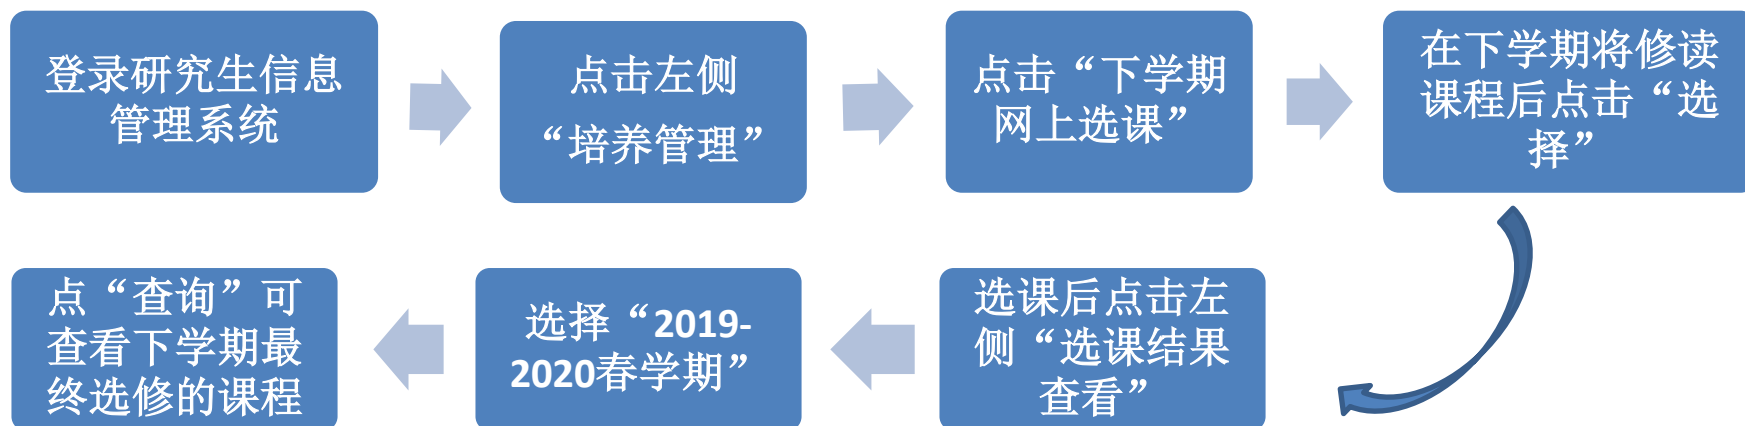 登录研究生信息
管理系统
点击左侧
“培养管理”
点击“下学期
网上选课”
在下学期将修读
课程后点击“选
择”
选课后点击左
侧“选课结果
查看”
选择“2019-
2020春学期”
点“查询”可
查看下学期最
终选修的课程